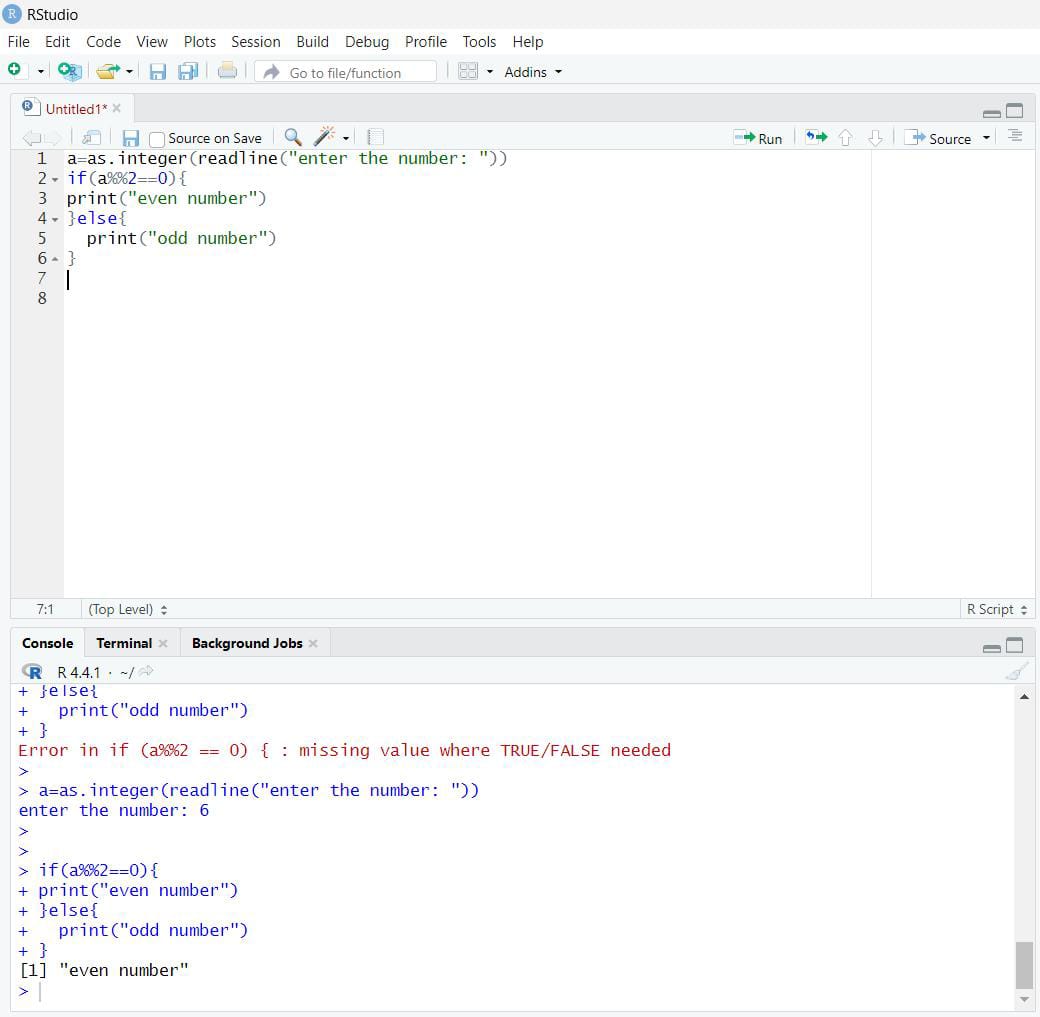 RStudio
File Edit Code View Plots Session Build Debug Profile Tools Help
Go to file/function Addins
Untitled1*
Source on Save Run Source
1 a=as.integer(readline("enter the number: "))
2 if(a%%2==0){
3 print("even number")
4 }else{
5   print("odd number")
6 }
7
8
7:1 (Top Level) R Script
Console Terminal Background Jobs
R 4.4.1 · ~/
+ }else{
+   print("odd number")
+ }
Error in if (a%%2 == 0) { : missing value where TRUE/FALSE needed
>
> a=as.integer(readline("enter the number: "))
enter the number: 6
>
>
> if(a%%2==0){
+ print("even number")
+ }else{
+   print("odd number")
+ }
[1] "even number"
>